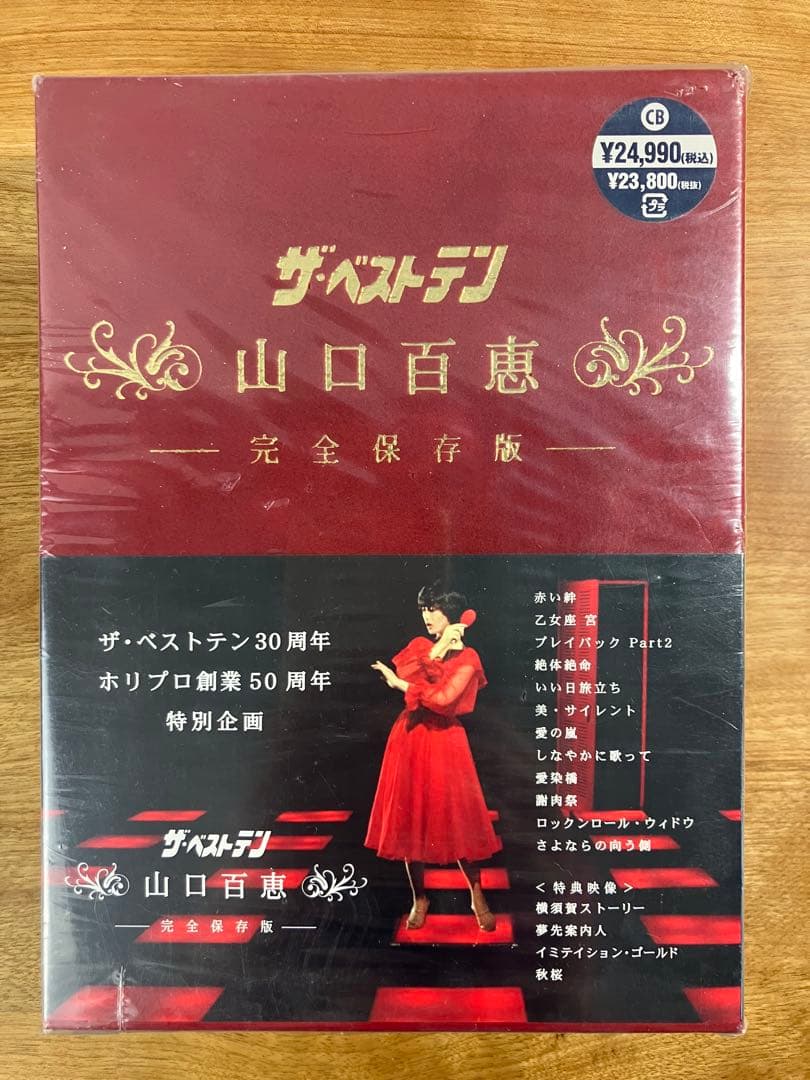 CB
¥24,990(税込)
¥23,800(税抜)
プラ
ザ・ベストテン
山口百恵
完全保存版
ザ・ベストテン30周年
ホリプロ創業50周年
特別企画
ザ・ベストテン
山口百恵
完全保存版
赤い絆
乙女座 宮
プレイバック Part2
絶体絶命
いい日旅立ち
美・サイレント
愛の嵐
しなやかに歌って
愛染橋
謝肉祭
ロックンロール・ウィドウ
さよならの向う側
<特典映像>
横須賀ストーリー
夢先案内人
イミテイション・ゴールド
秋桜